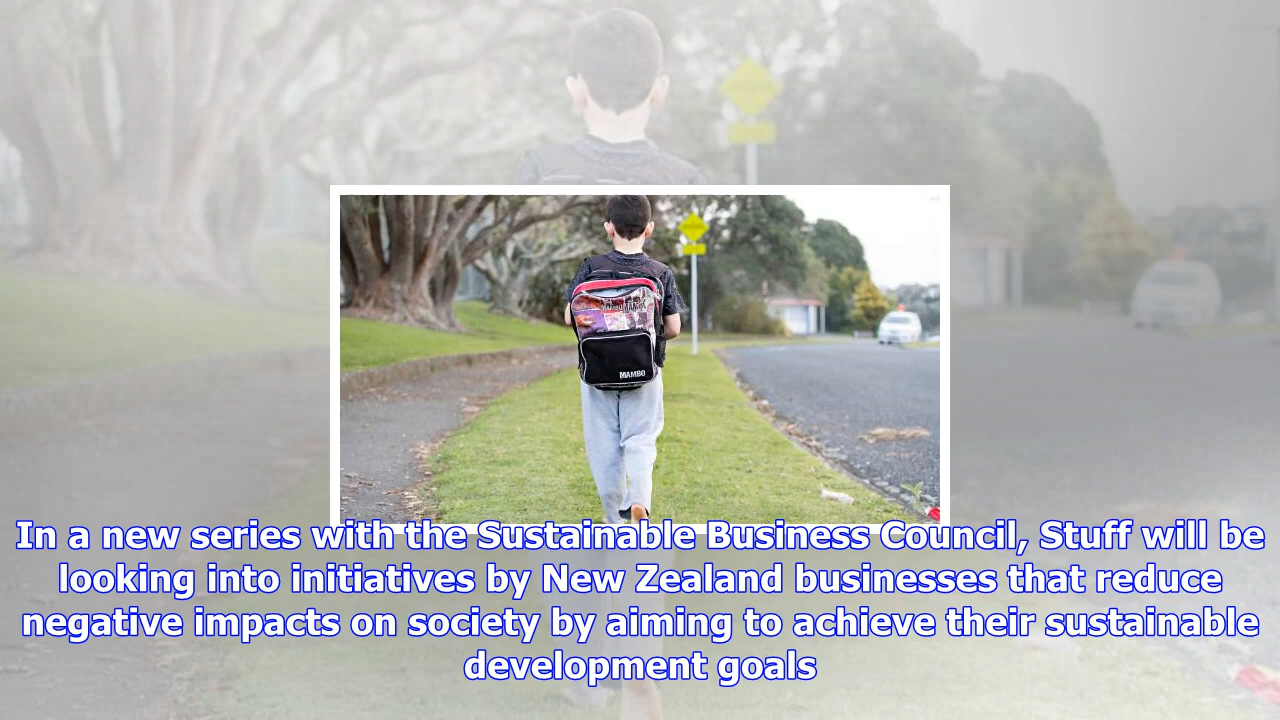 MAMBO
In a new series with the Sustainable Business Council, Stuff will be
looking into initiatives by New Zealand businesses that reduce
negative impacts on society by aiming to achieve their sustainable
development goals